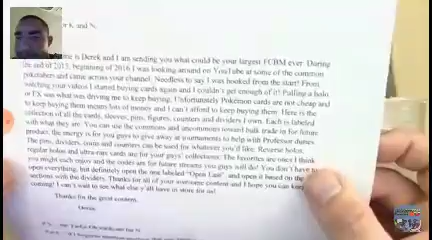 for K and N,
name is Derek and I am sending you what could be your largest FCBM ever. During
the end of 2015, beginning of 2016 I was looking around on YouTube at some of the common
poketubers and came across your channel. Needless to say I was hooked from the start! From
watching your videos I started buying cards again and I couldn't get enough of it! Pulling a holo
or EX was what was driving me to keep buying. Unfortunately Pokémon cards are not cheap and
to keep buying them means lots of money and I can't afford to keep buying them. Here is the
collection of all the cards, sleeves, pins, figures, counters and dividers I own. Each is labeled
with what they are. You can use the commons and uncommons toward bulk trade in for future
product, the energy is for you guys to give away at tournaments to help with Professor duties.
The pins, dividers, coins and counters can be used for whatever you'd like. Reverse holos,
regular holos and ultra rare cards are for your guys' collections. The favorites are ones I think
you might each enjoy and the codes are for future streams you guys will do! You don't have to
open everything, but definitely open the one labeled "Open Last" and open it based on the
sections with the dividers. Thanks for all of your awesome content and I hope you can keep
coming! I can't wait to see what else y'all have in store for us!
Thanks for the great content,
Derek